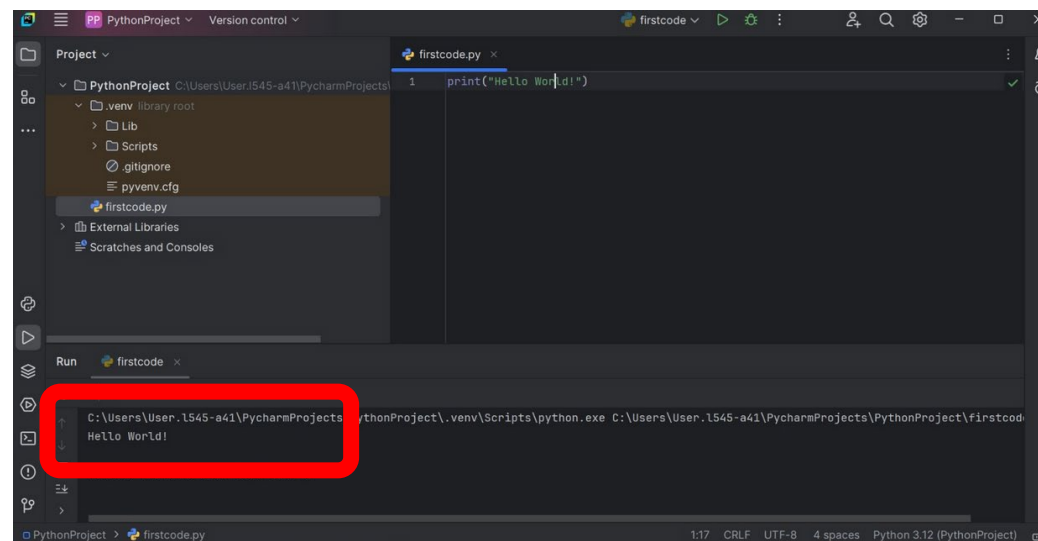 PP PythonProject Version control firstcode
Project
firstcode.py
PythonProject C:\Users\User.l545-a41\PycharmProjects\
1 print("Hello World!")
.venv library root
Lib
Scripts
.gitignore
pyvenv.cfg
firstcode.py
External Libraries
Scratches and Consoles
Run firstcode
C:\Users\User.l545-a41\PycharmProjects ythonProject\.venv\Scripts\python.exe C:\Users\User.l545-a41\PycharmProjects\PythonProject\firstcod
Hello World!
PythonProject > firstcode.py 1:17 CRLF UTF-8 4 spaces Python 3.12 (PythonProject)